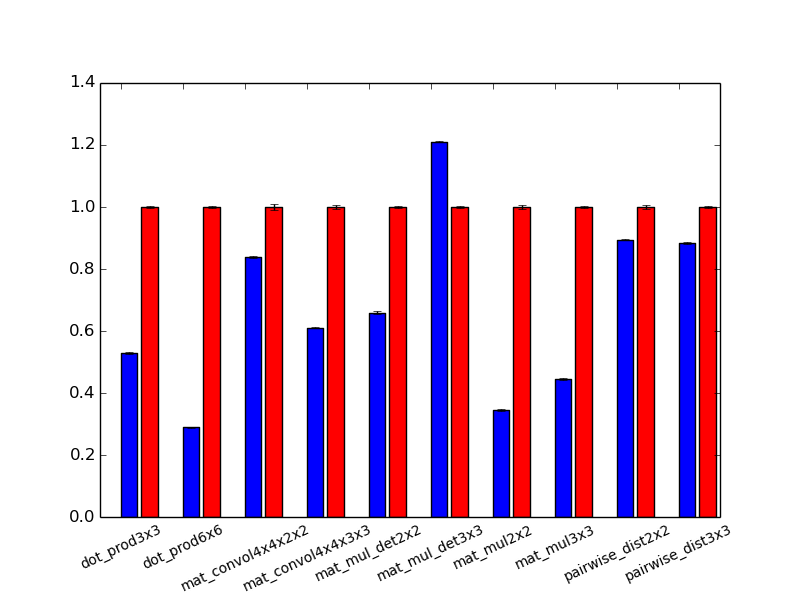 1.4
1.2
1.0
0.8
0.6
0.4
0.2
0.0
dot_prod3x3
dot_prod6x6
mat_convol4x4x2x2
mat_convol4x4x3x3
mat_mul_det2x2
mat_mul_det3x3
mat_mul2x2
mat_mul3x3
pairwise_dist2x2
pairwise_dist3x3